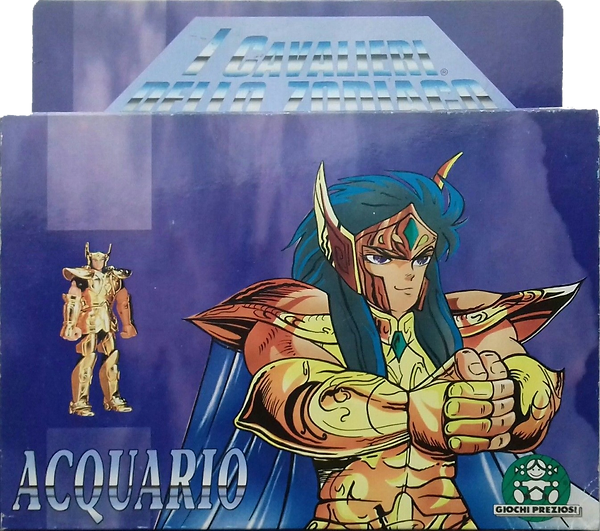 I CAVALIERI
DELLO ZODIACO
®
ACQUARIO
GIOCHI PREZIOSI